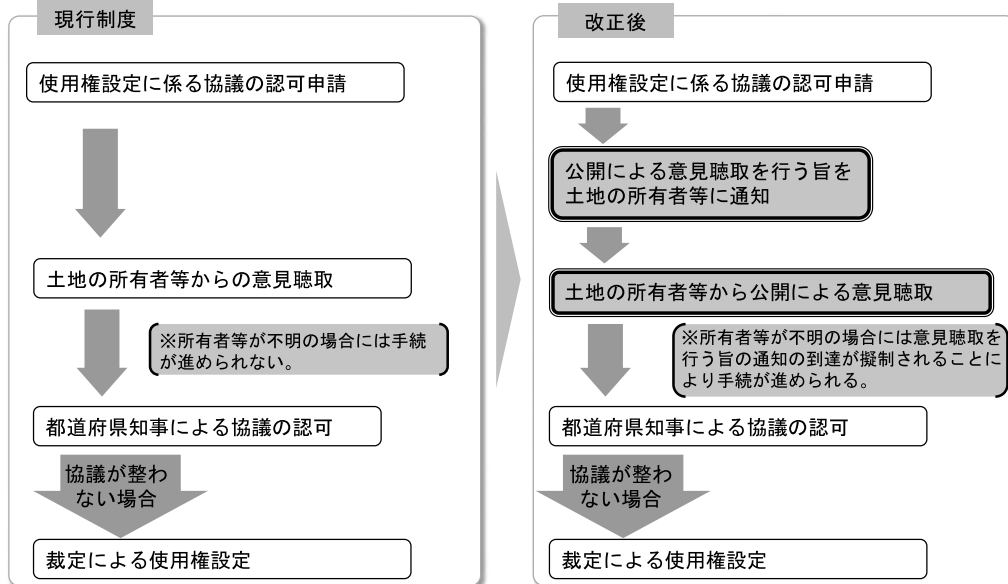 現行制度
使用権設定に係る協議の認可申請
土地の所有者等からの意見聴取
※所有者等が不明の場合には手続
が進められない。
都道府県知事による協議の認可
協議が整わ
ない場合
裁定による使用権設定
改正後
使用権設定に係る協議の認可申請
公開による意見聴取を行う旨を
土地の所有者等に通知
土地の所有者等から公開による意見聴取
※所有者等が不明の場合には意見聴取を
行う旨の通知の到達が擬制されることに
より手続が進められる。
都道府県知事による協議の認可
協議が整わ
ない場合
裁定による使用権設定